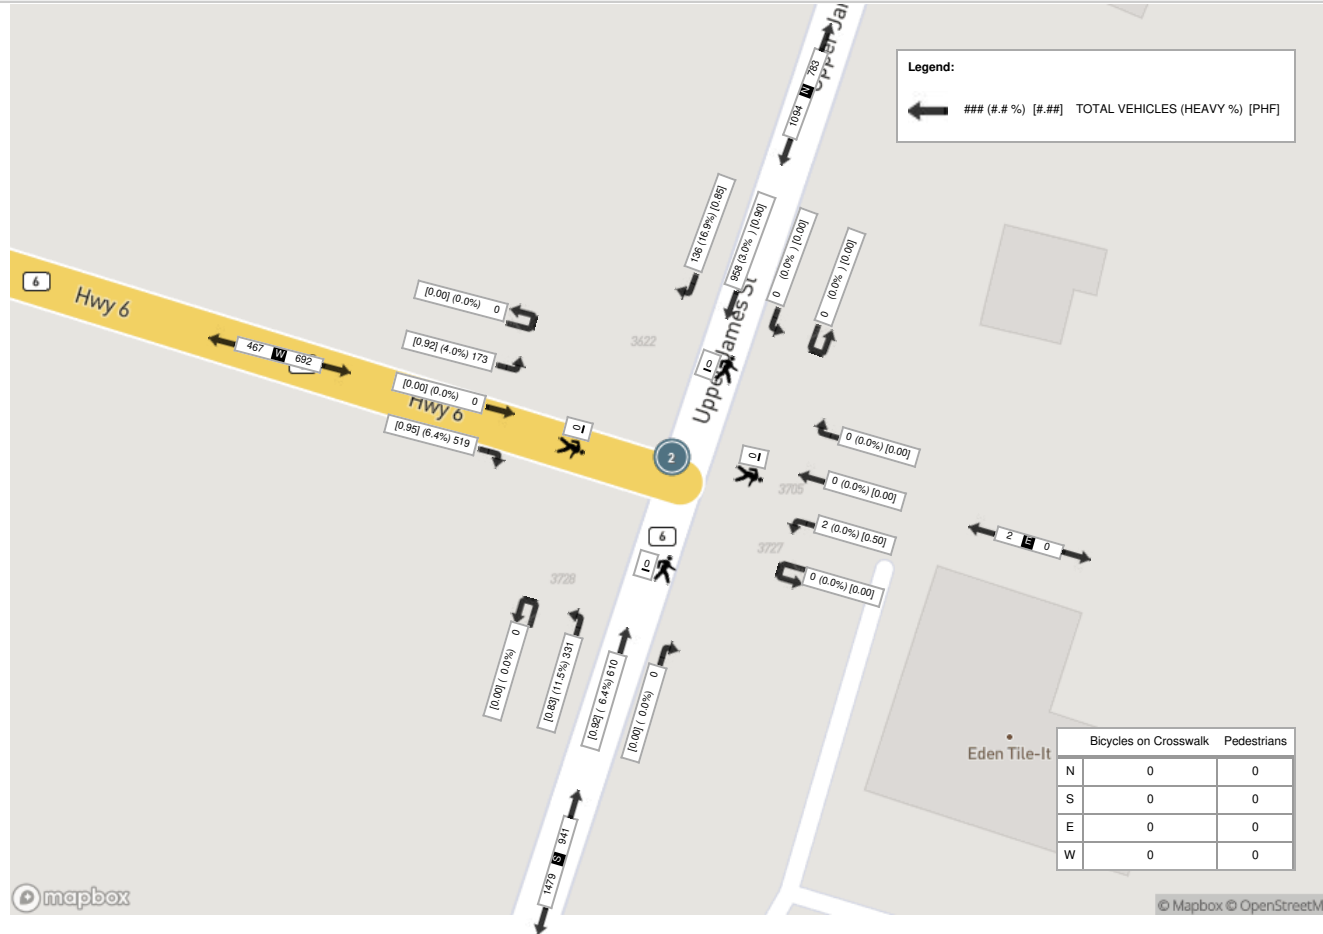 Upper Jam
783
N
1094
Legend:
### (#.# %) [#.##] TOTAL VEHICLES (HEAVY %) [PHF]
136 (16.9%) [0.85]
958 (3.0% ) [0.90]
0 (0.0% ) [0.00]
0 (0.0% ) [0.00]
6
Hwy 6
[0.00] (0.0%) 0
[0.92] (4.0%) 173
[0.00] (0.0%) 0
[0.95] (6.4%) 519
467 W 692
Hwy 6
3622
Upper James St
0
0
0
0
2
6
3705
3727
3728
0 (0.0%) [0.00]
0 (0.0%) [0.00]
2 (0.0%) [0.50]
0 (0.0%) [0.00]
2 E 0
[0.00] ( 0.0%) 0
[0.83] (11.5%) 331
[0.92] ( 6.4%) 610
[0.00] ( 0.0%) 0
941
S
1479
Eden Tile-It
Bicycles on Crosswalk Pedestrians
N 0 0
S 0 0
E 0 0
W 0 0
mapbox
© Mapbox © OpenStreetM